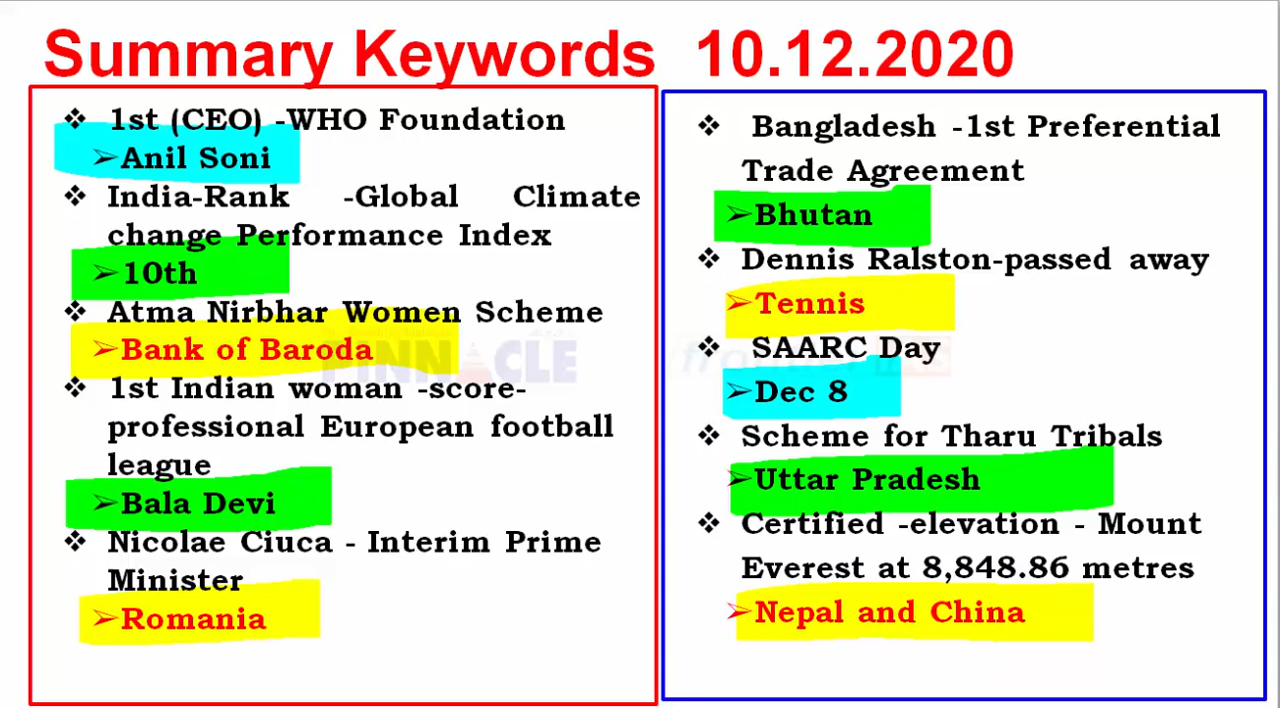 Summary Keywords 10.12.2020
❖ 1st (CEO) -WHO Foundation
➢Anil Soni
❖ India-Rank -Global Climate
change Performance Index
➢10th
❖ Atma Nirbhar Women Scheme
➢Bank of Baroda
❖ 1st Indian woman -score-
professional European football
league
➢Bala Devi
❖ Nicolae Ciuca - Interim Prime
Minister
➢Romania
❖ Bangladesh -1st Preferential
Trade Agreement
➢Bhutan
❖ Dennis Ralston-passed away
➢Tennis
❖ SAARC Day
➢Dec 8
❖ Scheme for Tharu Tribals
➢Uttar Pradesh
❖ Certified -elevation - Mount
Everest at 8,848.86 metres
➢Nepal and China
PINNACLE